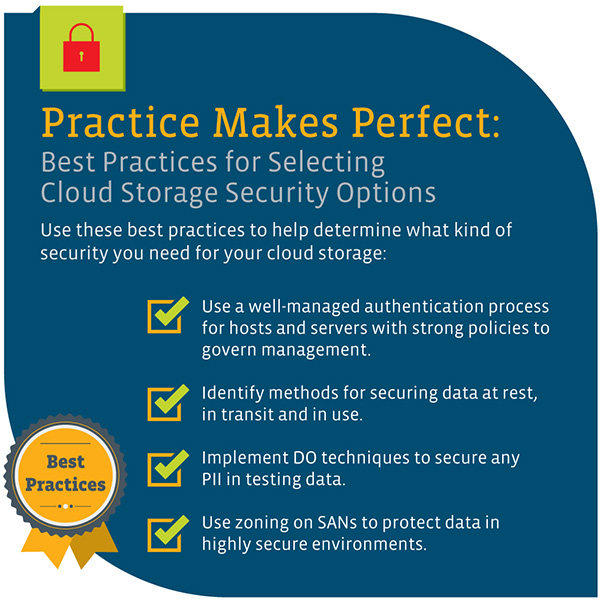 Practice Makes Perfect:
Best Practices for Selecting
Cloud Storage Security Options
Use these best practices to help determine what kind of
security you need for your cloud storage:
Use a well-managed authentication process
for hosts and servers with strong policies to
govern management.
Identify methods for securing data at rest,
in transit and in use.
Implement DO techniques to secure any
PII in testing data.
Use zoning on SANs to protect data in
highly secure environments.
Best
Practices